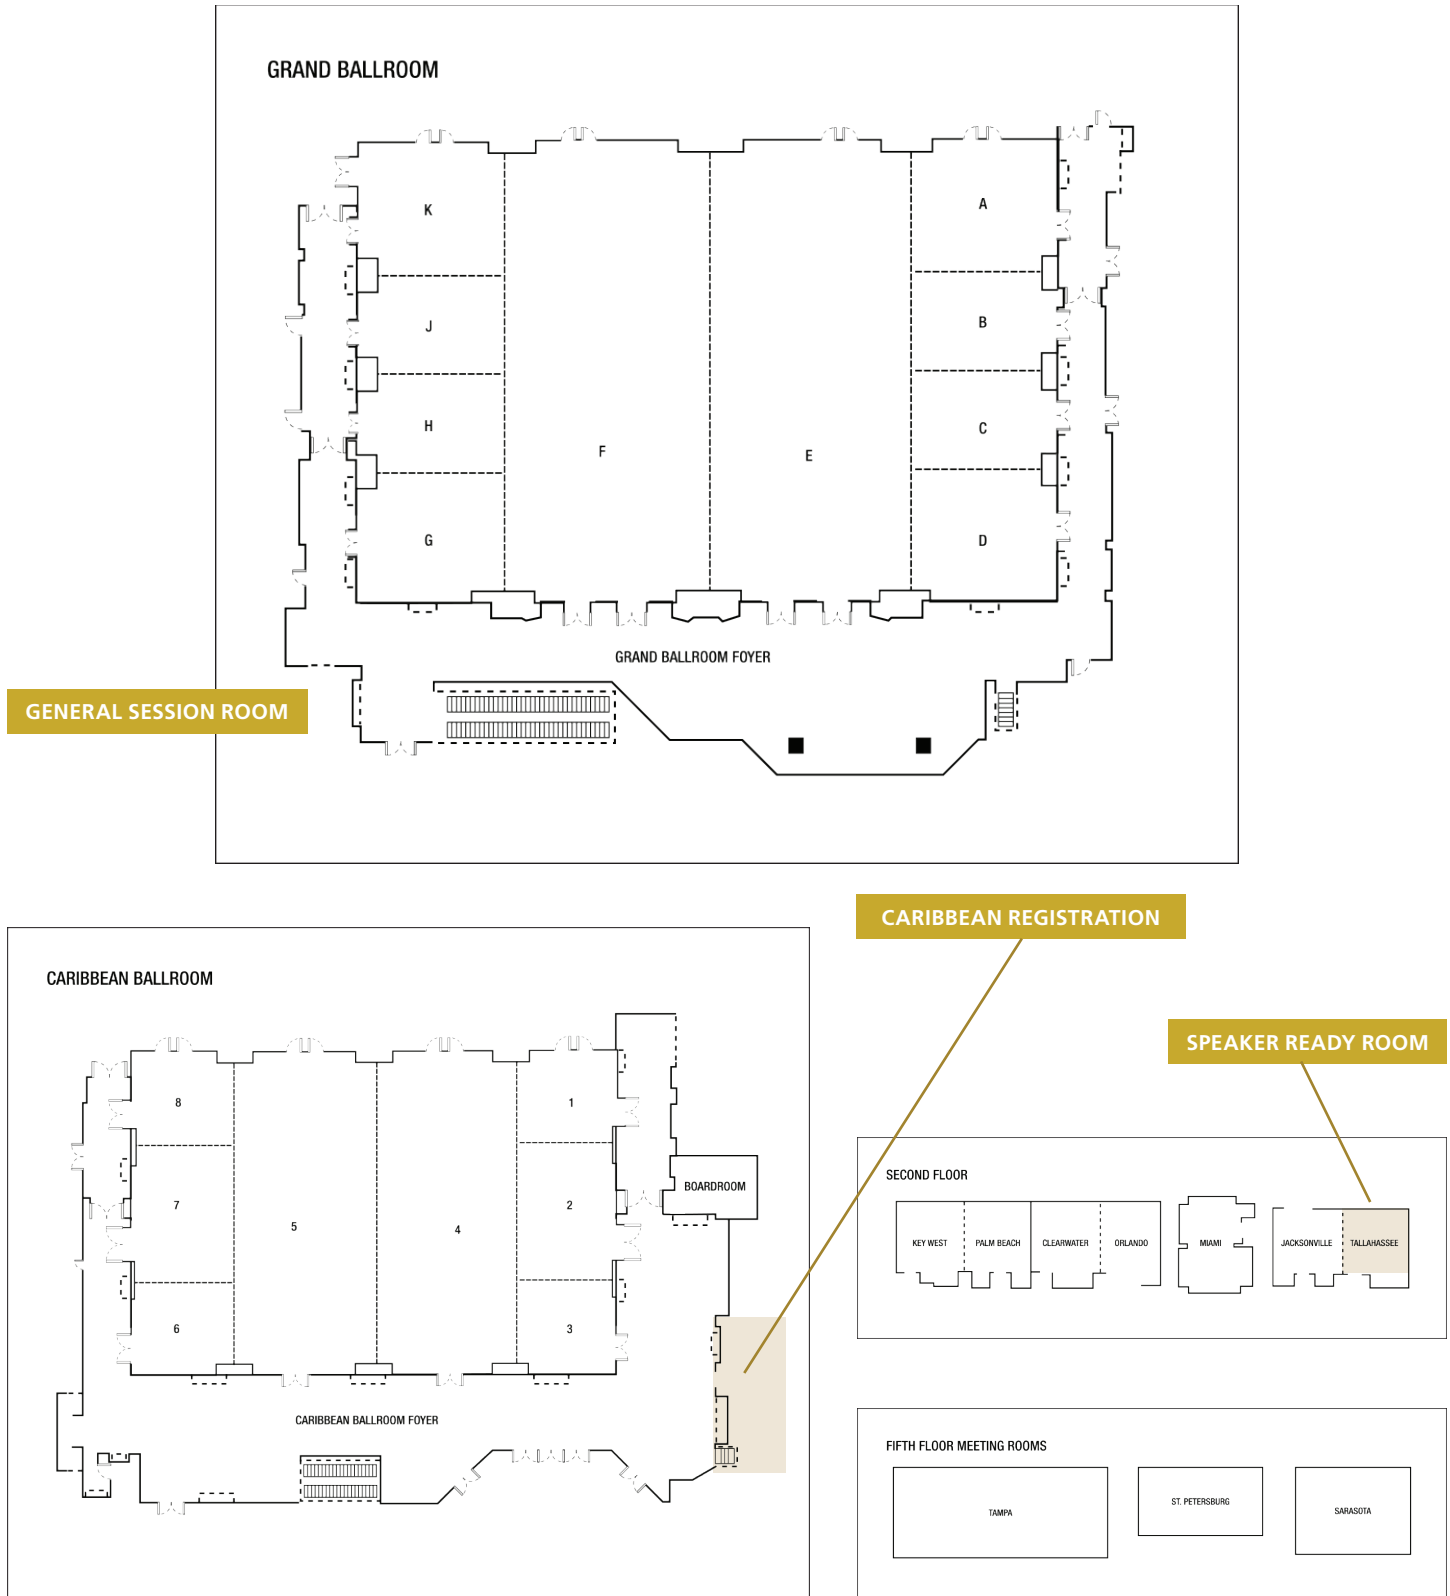 GRAND BALLROOM
K
A
J
B
H
C
F
E
G
D
GRAND BALLROOM FOYER
GENERAL SESSION ROOM
CARIBBEAN REGISTRATION
CARIBBEAN BALLROOM
SPEAKER READY ROOM
8
1
BOARDROOM
7
2
5
4
6
3
CARIBBEAN BALLROOM FOYER
SECOND FLOOR
KEY WEST
PALM BEACH
CLEARWATER
ORLANDO
MIAMI
JACKSONVILLE
TALLAHASSEE
FIFTH FLOOR MEETING ROOMS
TAMPA
ST. PETERSBURG
SARASOTA